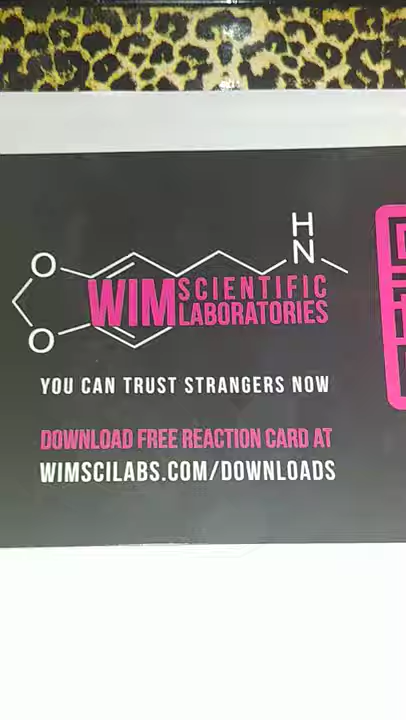 H
N
O
WIM SCIENTIFIC
LABORATORIES
O
YOU CAN TRUST STRANGERS NOW
DOWNLOAD FREE REACTION CARD AT
WIMSCILABS.COM/DOWNLOADS